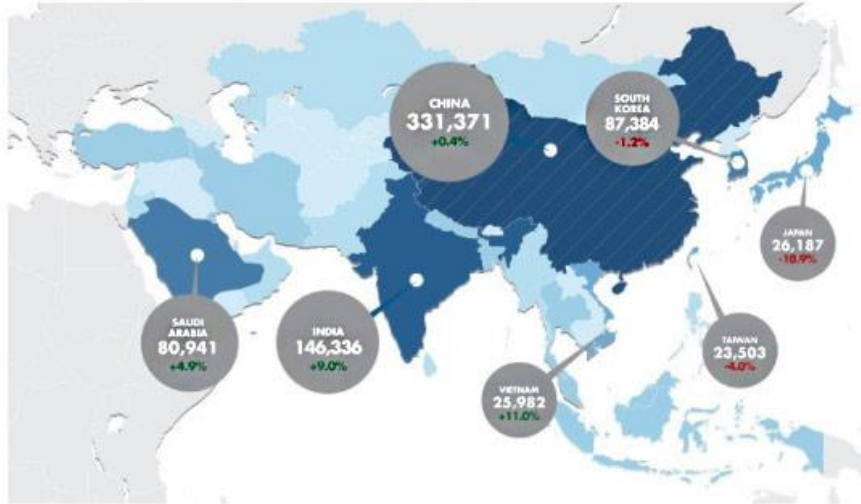 CHINA
331,371
+0.4%
SOUTH
KOREA
87,384
-1.2%
JAPAN
26,187
-10.9%
SAUDI
ARABIA
80,941
+4.9%
INDIA
146,336
+9.0%
VIETNAM
25,982
+11.0%
TAIWAN
23,503
-4.0%